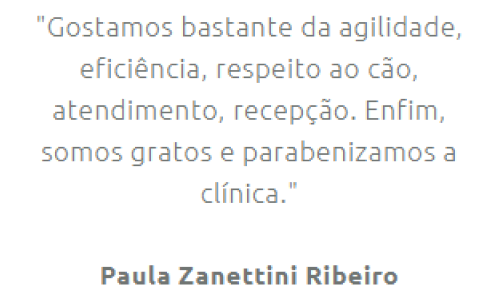 "Gostamos bastante da agilidade,
eficiência, respeito ao cão,
atendimento, recepção. Enfim,
somos gratos e parabenizamos a
clínica."
Paula Zanettini Ribeiro